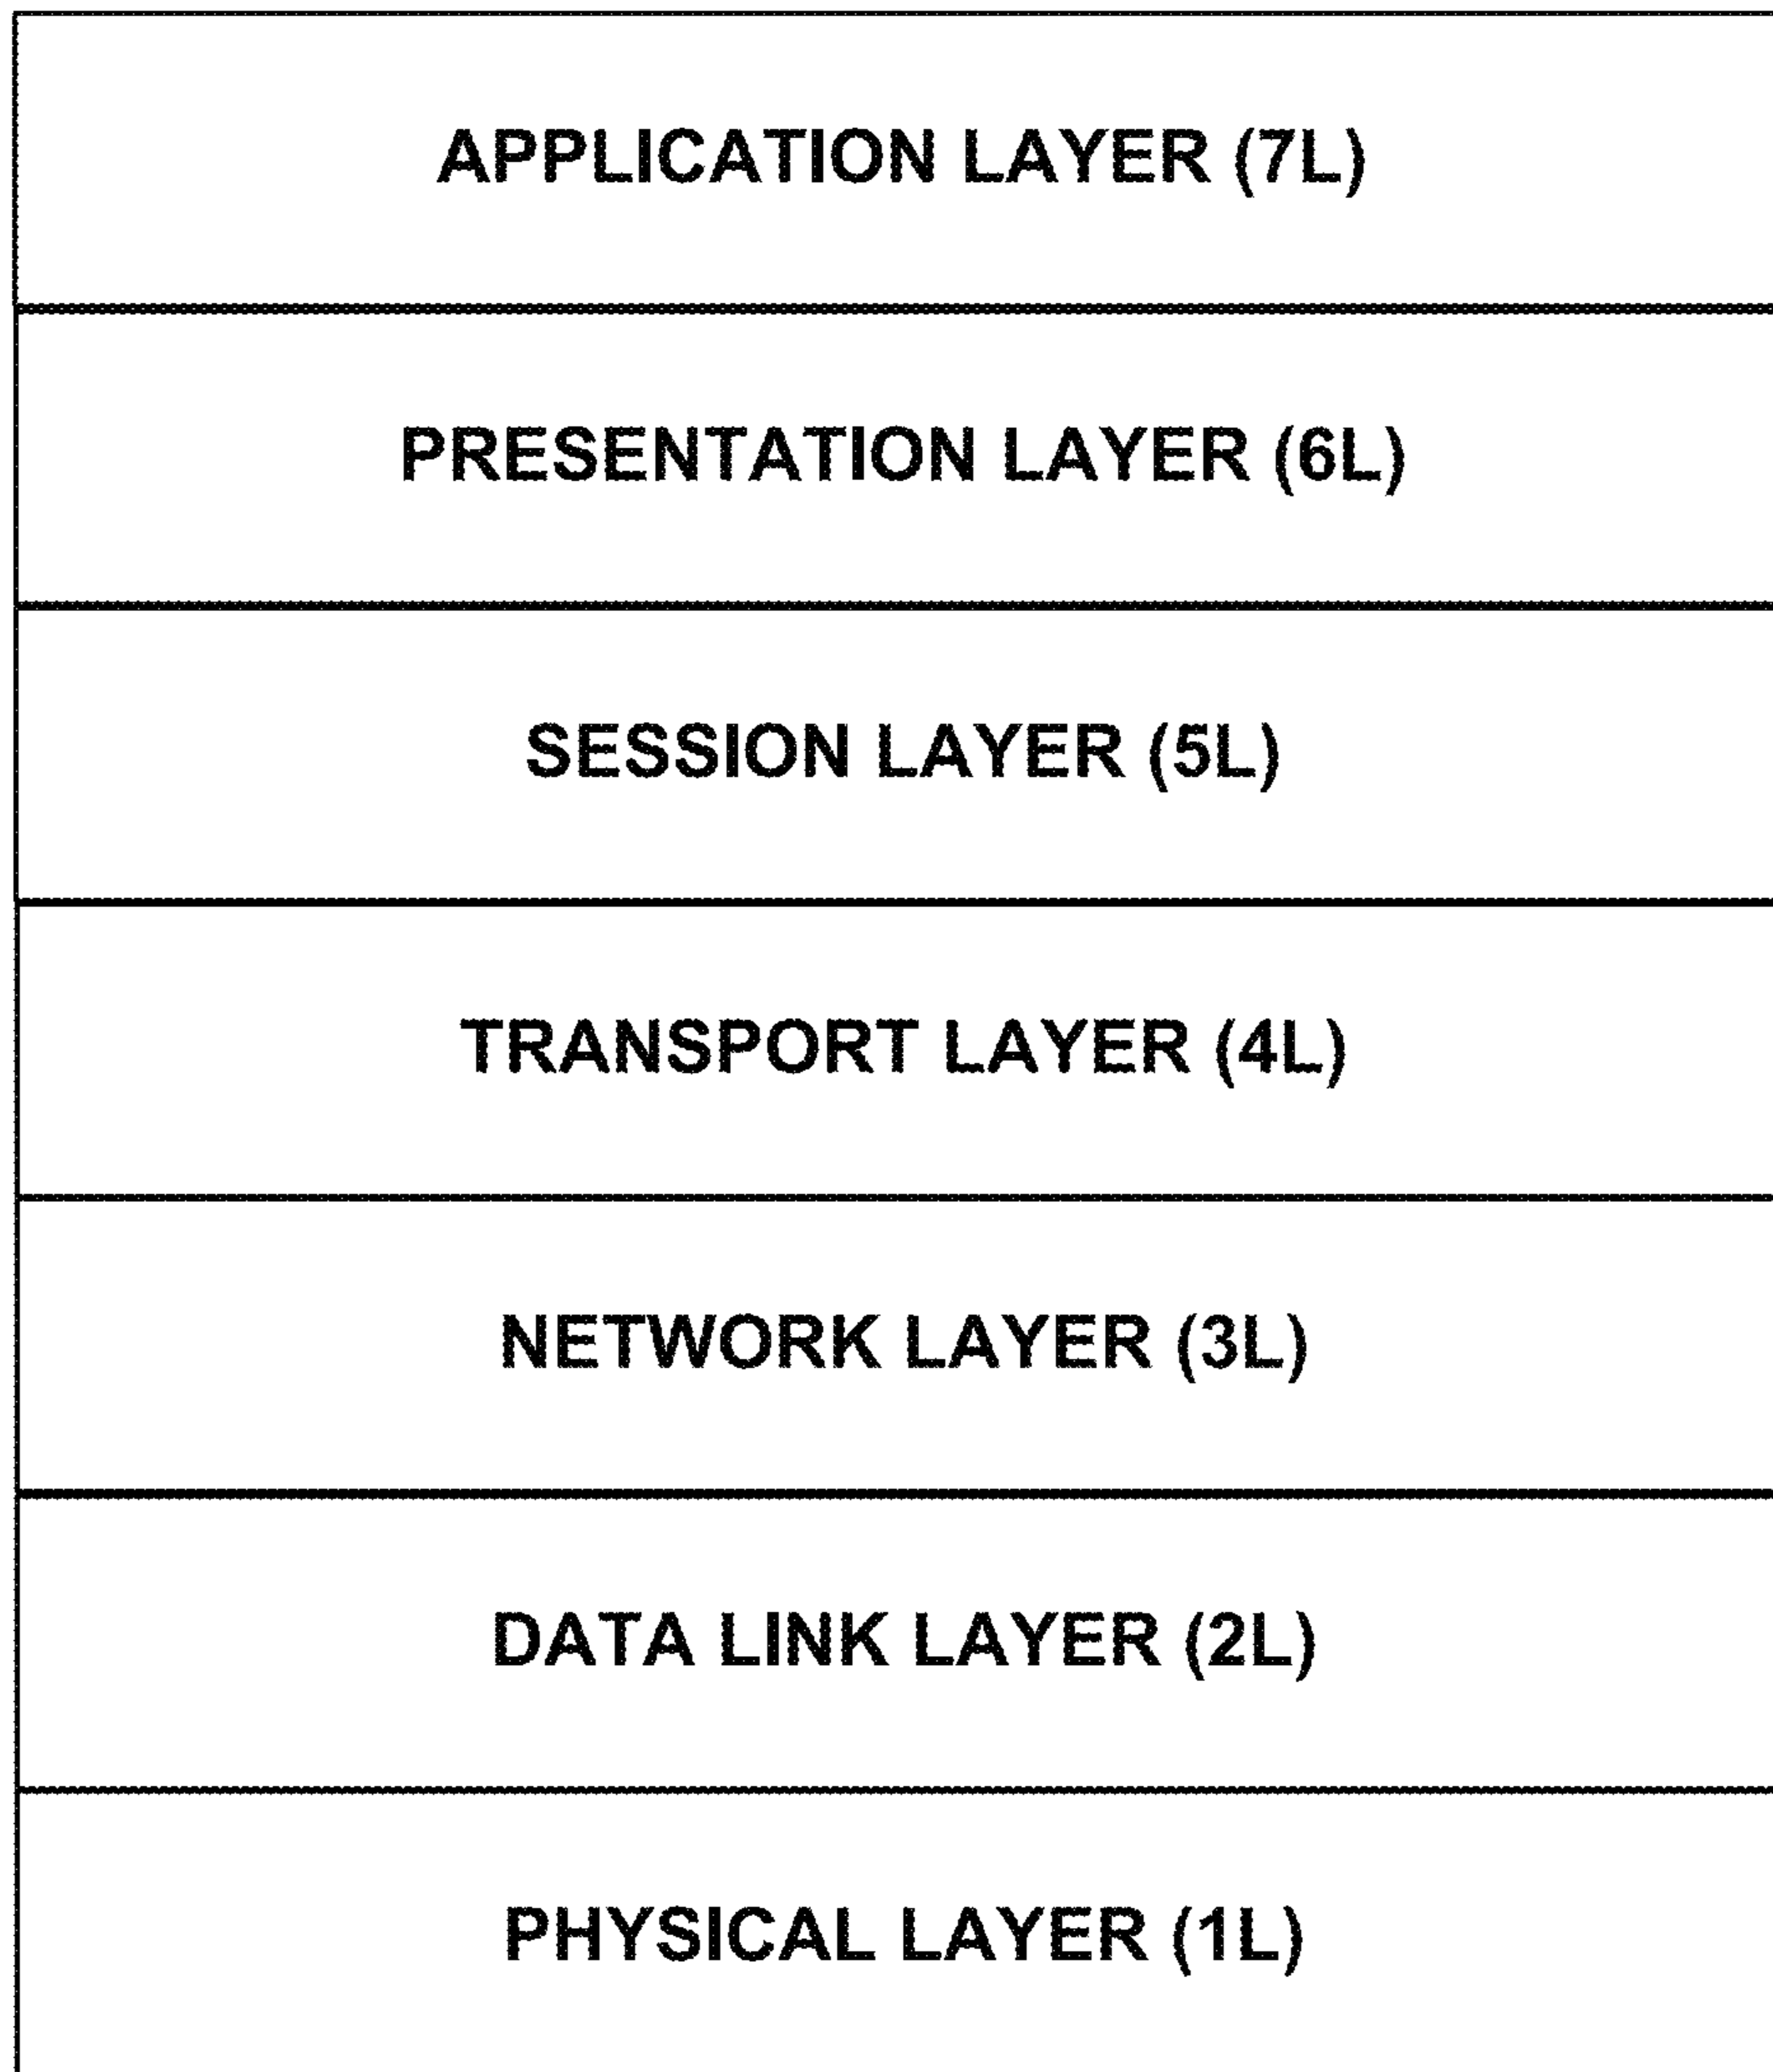 APPLICATION LAYER (7L)
PRESENTATION LAYER (6L)
SESSION LAYER (5L)
TRANSPORT LAYER (4L)
NETWORK LAYER (3L)
DATA LINK LAYER (2L)
PHYSICAL LAYER (1L)